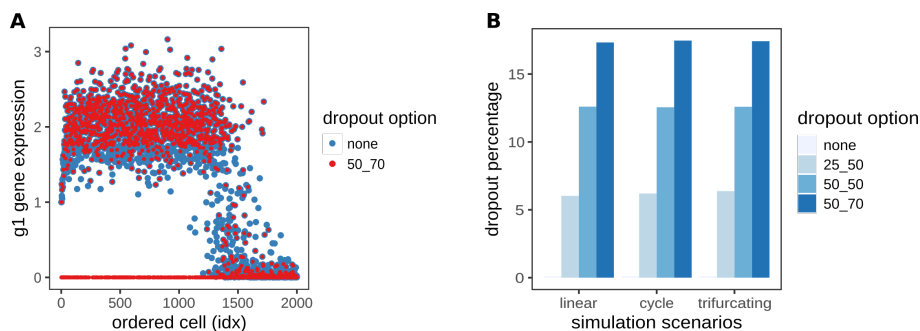 A
g1 gene expression
3
2
1
0
0 500 1000 1500 2000
ordered cell (idx)
dropout option
none
50_70
B
dropout percentage
15
10
5
0
linear cycle trifurcating
simulation scenarios
dropout option
none
25_50
50_50
50_70